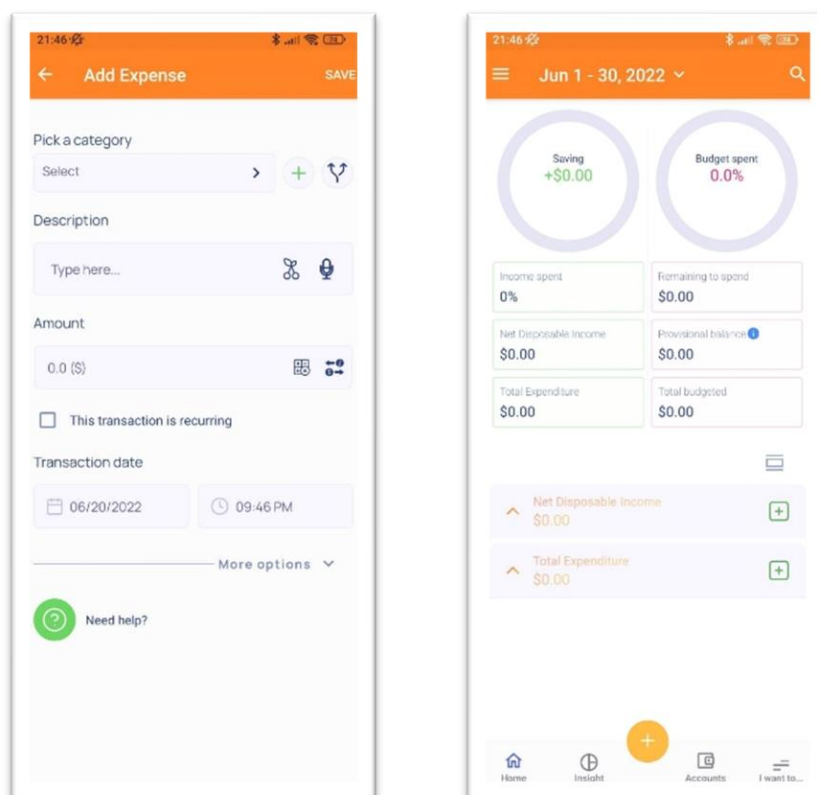 21:46
Add Expense SAVE
Pick a category
Select
Description
Type here...
Amount
0.0 ($)
This transaction is recurring
Transaction date
06/20/2022 09:46 PM
More options
Need help?
21:46
Jun 1 - 30, 2022
Saving
+$0.00
Budget spent
0.0%
Income spent
0%
Remaining to spend
$0.00
Net Disposable Income
$0.00
Provisional balance
$0.00
Total Expenditure
$0.00
Total budgeted
$0.00
Net Disposable Income
$0.00
Total Expenditure
$0.00
Home Insight Accounts I want to...